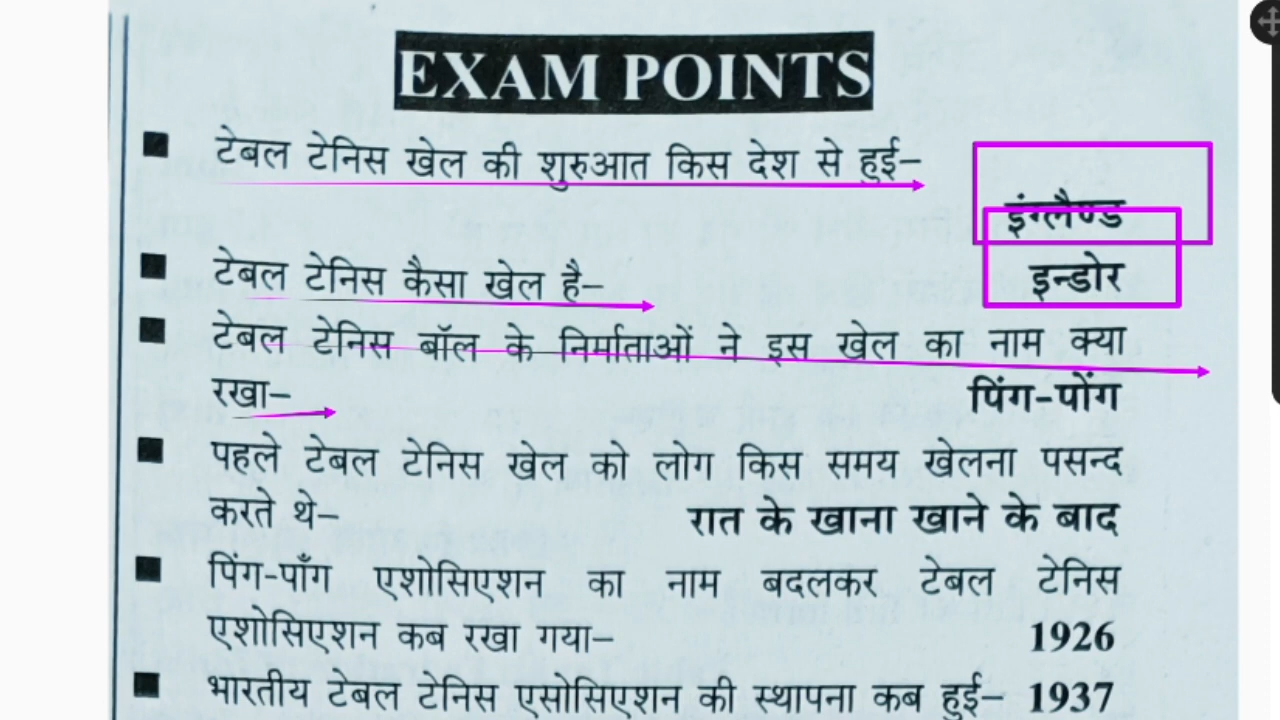 EXAM POINTS
■ टेबल टेनिस खेल की शुरुआत किस देश से हुई–
इंग्लैण्ड
■ टेबल टेनिस कैसा खेल है– इन्डोर
■ टेबल टेनिस बॉल के निर्माताओं ने इस खेल का नाम क्या
रखा– पिंग-पोंग
■ पहले टेबल टेनिस खेल को लोग किस समय खेलना पसन्द
करते थे– रात के खाना खाने के बाद
■ पिंग-पाँग एशोसिएशन का नाम बदलकर टेबल टेनिस
एशोसिएशन कब रखा गया– 1926
■ भारतीय टेबल टेनिस एसोसिएशन की स्थापना कब हुई– 1937